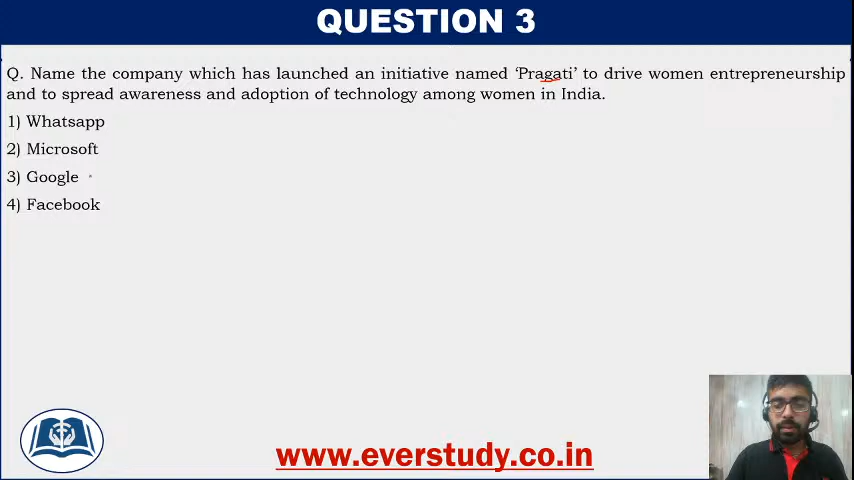 QUESTION 3
Q. Name the company which has launched an initiative named ‘Pragati’ to drive women entrepreneurship
and to spread awareness and adoption of technology among women in India.
1) Whatsapp
2) Microsoft
3) Google
4) Facebook
www.everstudy.co.in